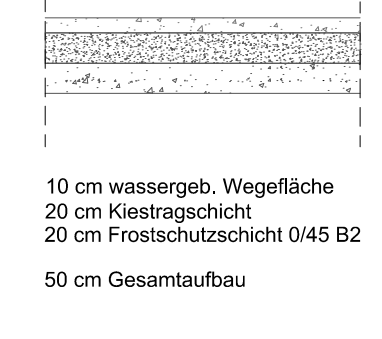 10 cm wassergeb. Wegefläche
20 cm Kiestragschicht
20 cm Frostschutzschicht 0/45 B2
50 cm Gesamtaufbau